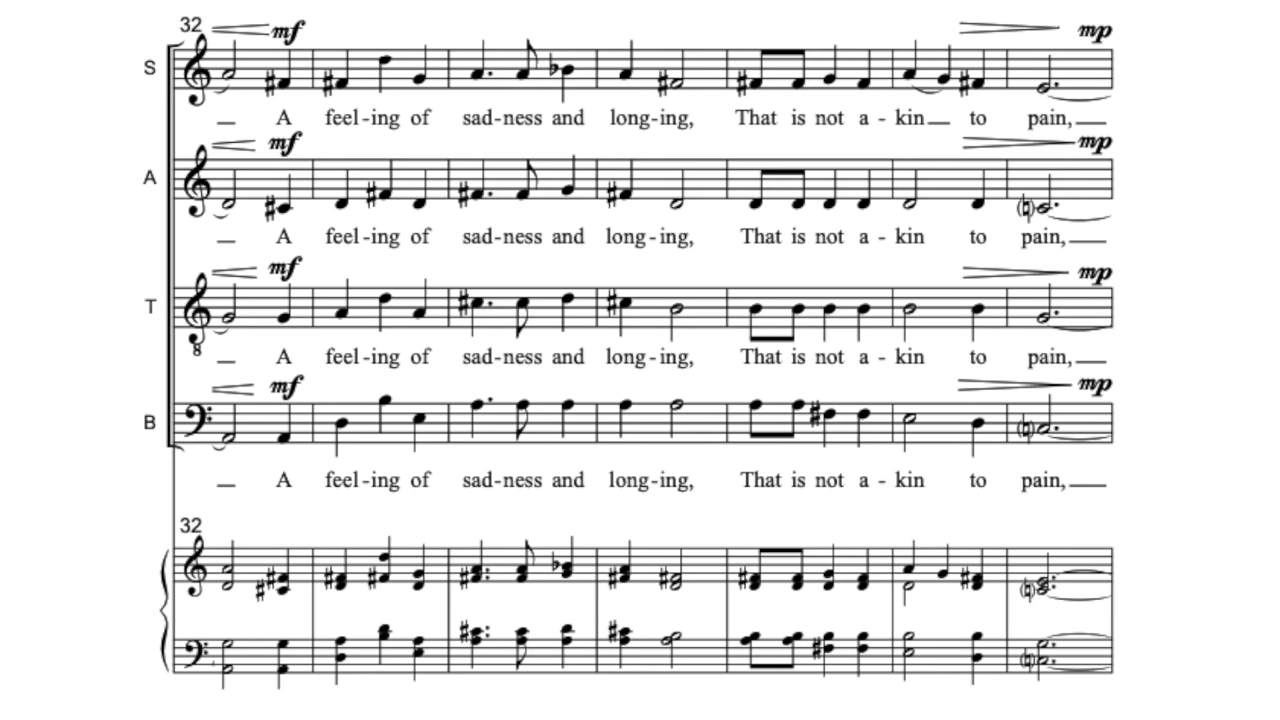 32 mf mp
S
A feel-ing of sad-ness and long-ing, That is not a - kin to pain,
mf mp
A
A feel-ing of sad-ness and long-ing, That is not a - kin to pain,
mf mp
T
8
A feel-ing of sad-ness and long-ing, That is not a - kin to pain,
mf mp
B
A feel-ing of sad-ness and long-ing, That is not a - kin to pain,
32